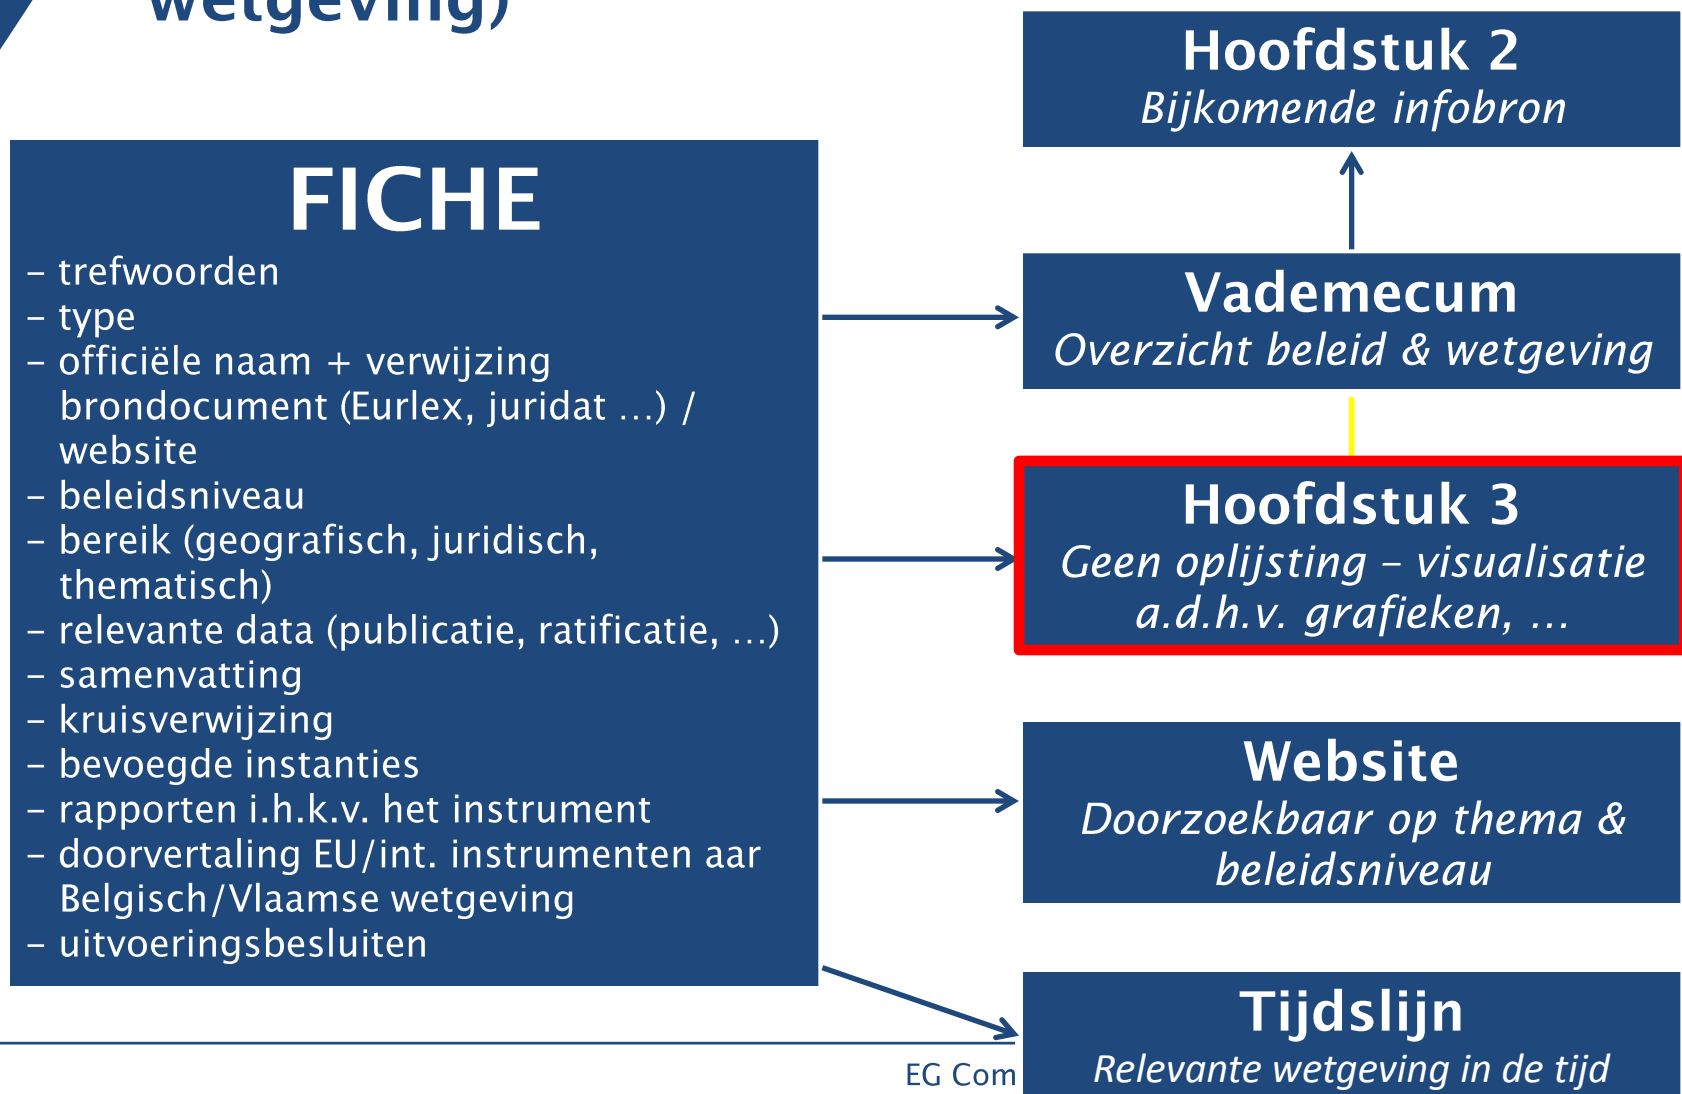 wetgeving)
FICHE
– trefwoorden
– type
– officiële naam + verwijzing
brondocument (Eurlex, juridat …) /
website
– beleidsniveau
– bereik (geografisch, juridisch,
thematisch)
– relevante data (publicatie, ratificatie, …)
– samenvatting
– kruisverwijzing
– bevoegde instanties
– rapporten i.h.k.v. het instrument
– doorvertaling EU/int. instrumenten aar
Belgisch/Vlaamse wetgeving
– uitvoeringsbesluiten
Hoofdstuk 2
Bijkomende infobron
Vademecum
Overzicht beleid & wetgeving
Hoofdstuk 3
Geen oplijsting – visualisatie
a.d.h.v. grafieken, …
Website
Doorzoekbaar op thema &
beleidsniveau
Tijdslijn
Relevante wetgeving in de tijd
EG Com